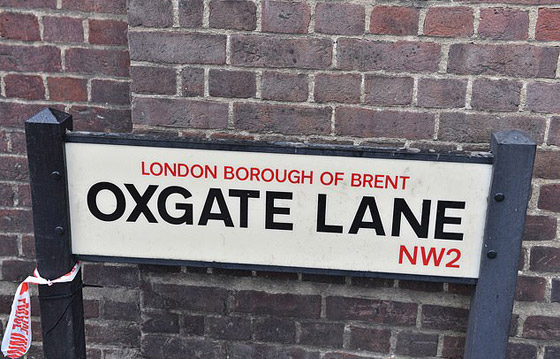 LONDON BOROUGH OF BRENT
OXGATE LANE
NW2